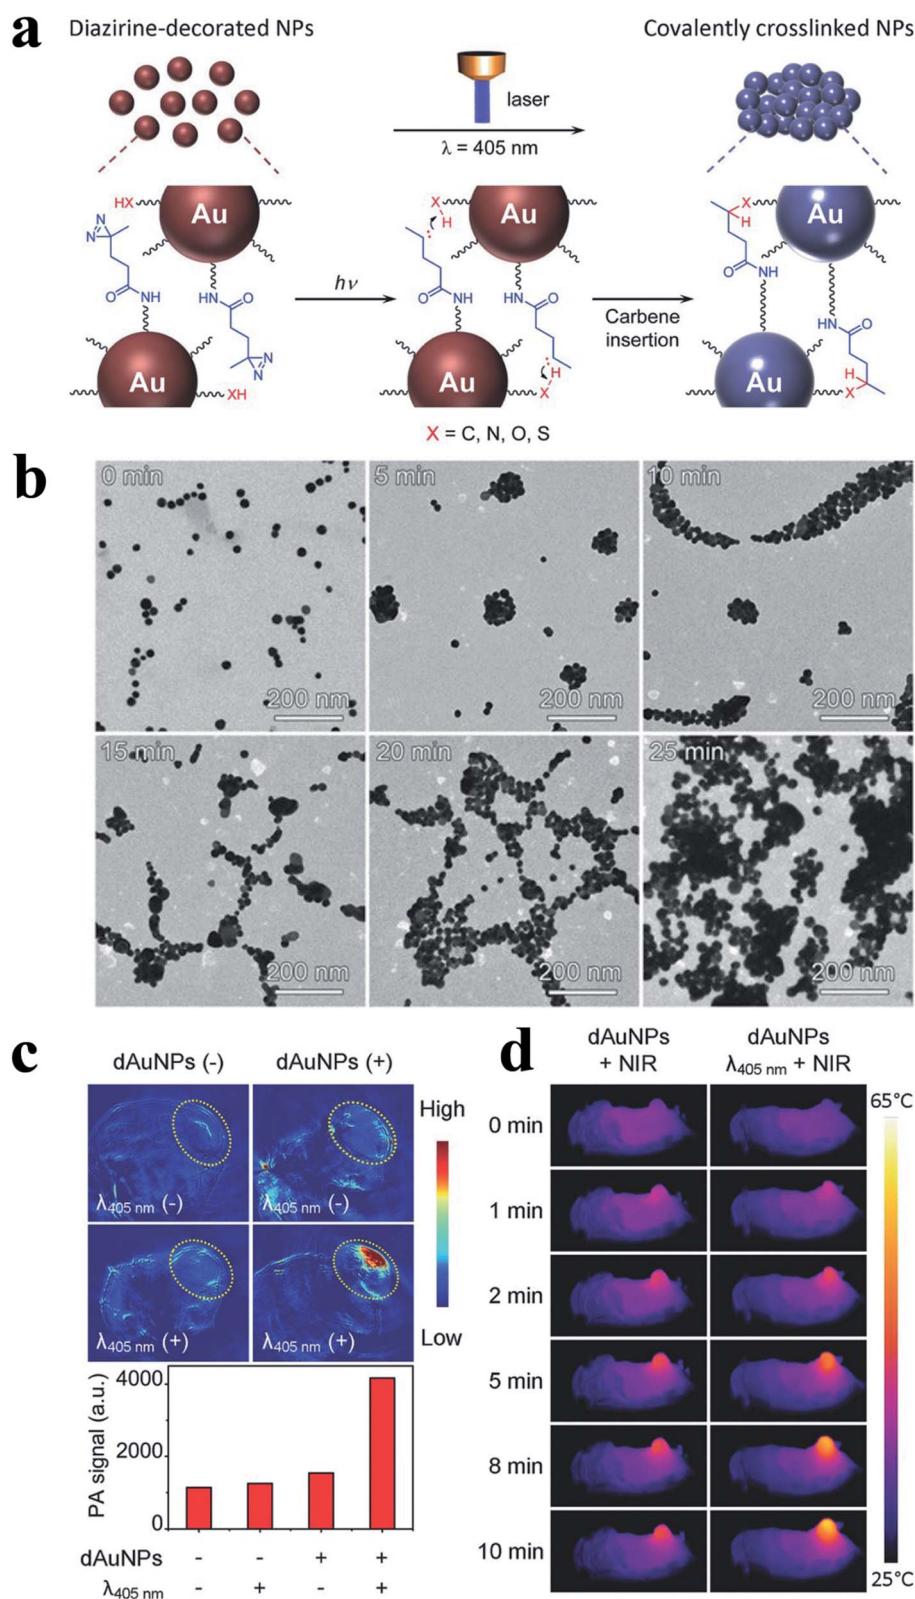 a
Diazirine-decorated NPs
Covalently crosslinked NPs
laser
λ = 405 nm
HX
Au
N
N
O
NH
HN
O
N
N
Au
XH
hν
X
H
Au
O
NH
HN
O
Au
H
X
Carbene
insertion
X
H
Au
O
NH
HN
O
Au
H
X
X = C, N, O, S
b
0 min
200 nm
5 min
200 nm
10 min
200 nm
15 min
200 nm
20 min
200 nm
25 min
200 nm
c
dAuNPs (-)
dAuNPs (+)
λ405 nm (-)
λ405 nm (-)
λ405 nm (+)
λ405 nm (+)
High
Low
PA signal (a.u.)
4000
2000
0
dAuNPs - - + +
λ405 nm - + - +
d
dAuNPs
+ NIR
dAuNPs
λ405 nm + NIR
0 min
1 min
2 min
5 min
8 min
10 min
65°C
25°C